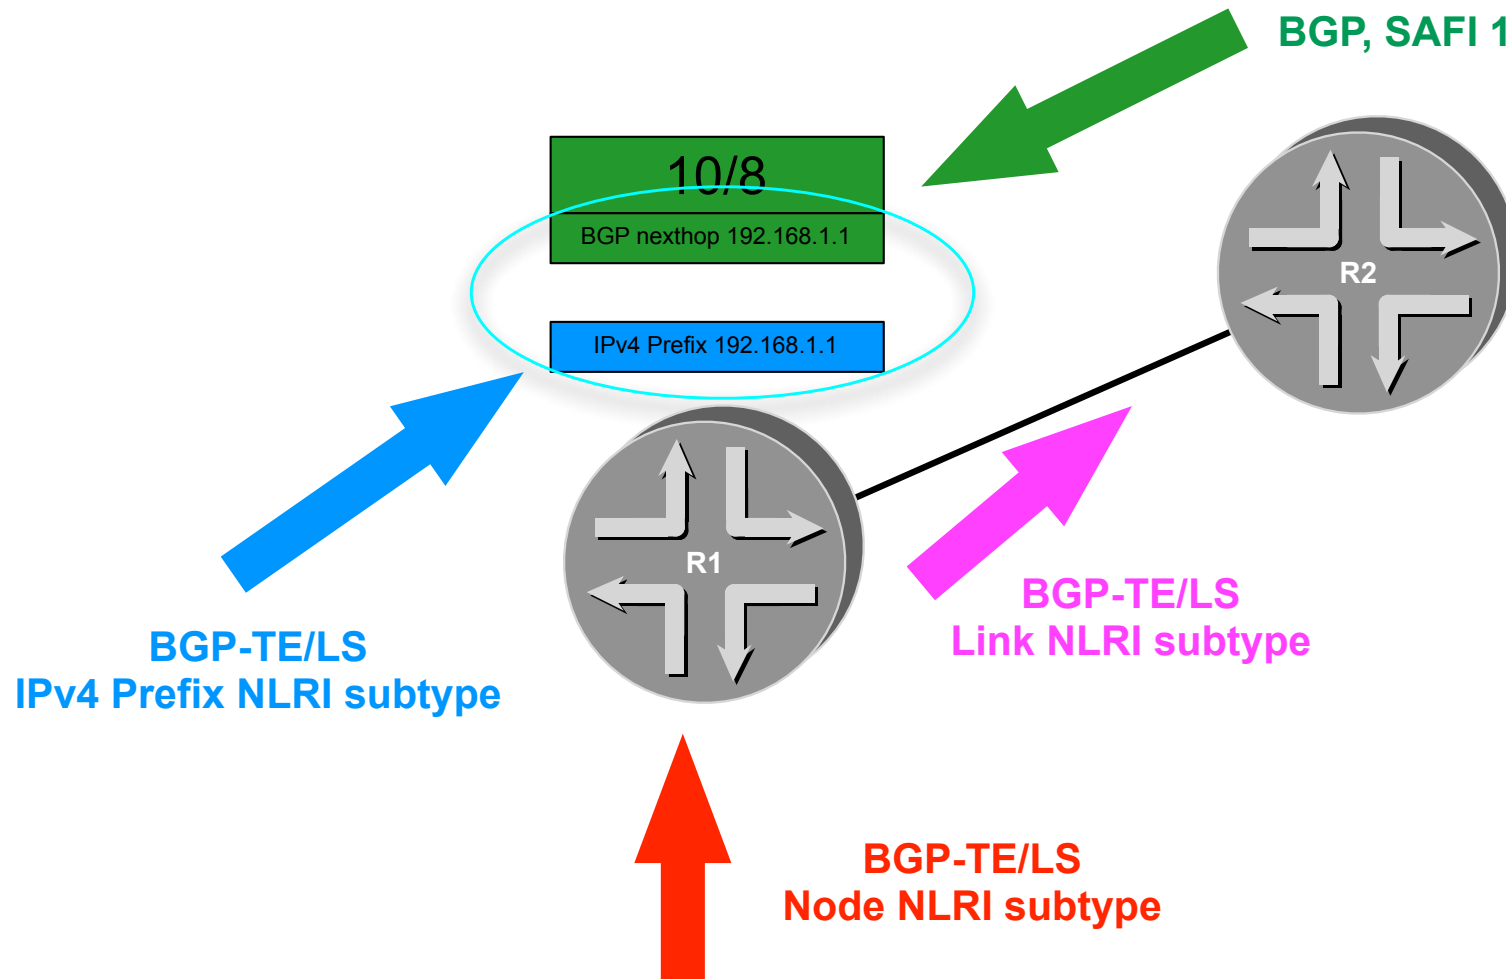 BGP, SAFI 1
10/8
BGP nexthop 192.168.1.1
R2
IPv4 Prefix 192.168.1.1
R1
BGP-TE/LS
Link NLRI subtype
BGP-TE/LS
IPv4 Prefix NLRI subtype
BGP-TE/LS
Node NLRI subtype